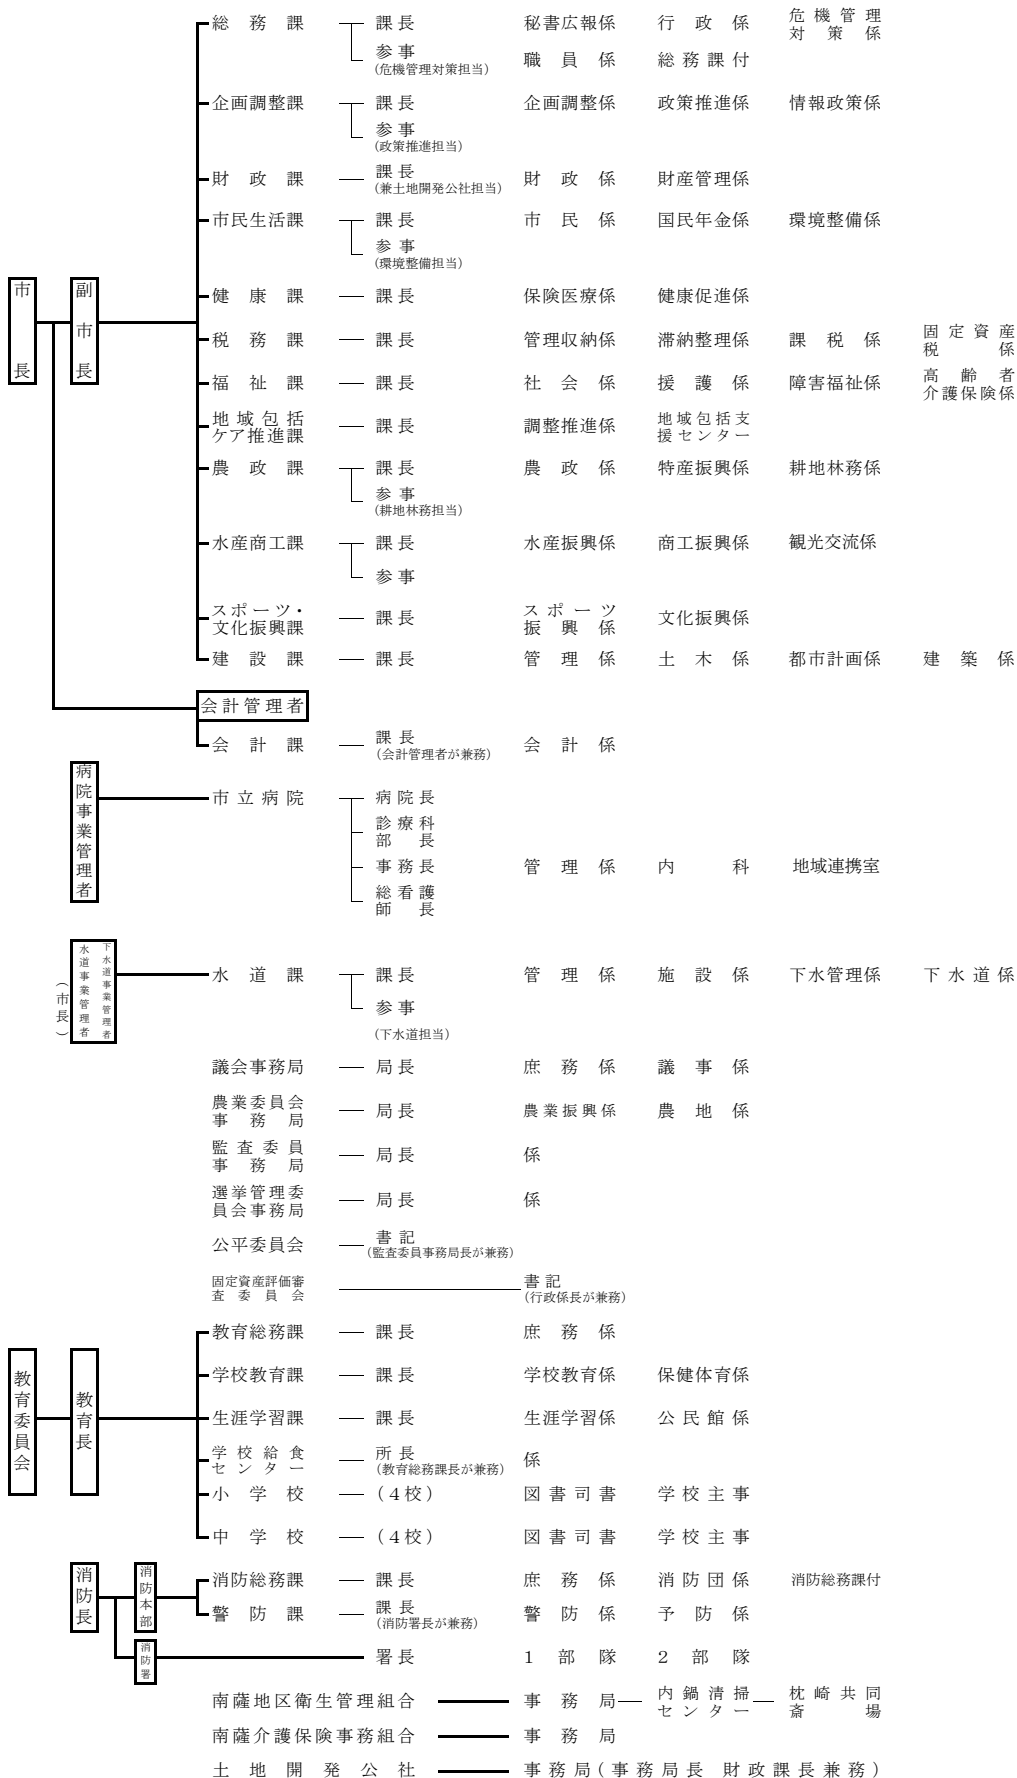 総務課 課長 秘書広報係 行政係 危機管理
対策係
参事 職員係 総務課付
(危機管理対策担当)
企画調整課 課長 企画調整係 政策推進係 情報政策係
参事
(政策推進担当)
財政課 課長 財政係 財産管理係
(兼土地開発公社担当)
市民生活課 課長 市民係 国民年金係 環境整備係
参事
(環境整備担当)
市長
副市長
健康課 課長 保険医療係 健康促進係
税務課 課長 管理収納係 滞納整理係 課税係 固定資産
税係
福祉課 課長 社会係 援護係 障害福祉係 高齢者
介護保険係
地域包括
ケア推進課 課長 調整推進係 地域包括支
援センター
農政課 課長 農政係 特産振興係 耕地林務係
参事
(耕地林務担当)
水産商工課 課長 水産振興係 商工振興係 観光交流係
参事
スポーツ・
文化振興課 課長 スポーツ
振興係 文化振興係
建設課 課長 管理係 土木係 都市計画係 建築係
会計管理者
会計課 課長 会計係
(会計管理者が兼務)
病院事業管理者
市立病院 病院長
診療科
部長
事務長 管理係 内科 地域連携室
総看護
師長
下水道事業管理者
水道事業管理者
(市長)
水道課 課長 管理係 施設係 下水管理係 下水道係
参事
(下水道担当)
議会事務局 局長 庶務係 議事係
農業委員会
事務局 局長 農業振興係 農地係
監査委員
事務局 局長 係
選挙管理委
員会事務局 局長 係
公平委員会 書記
(監査委員事務局長が兼務)
固定資産評価審
査委員会 書記
(行政係長が兼務)
教育委員会
教育長
教育総務課 課長 庶務係
学校教育課 課長 学校教育係 保健体育係
生涯学習課 課長 生涯学習係 公民館係
学校給食
センター 所長 係
(教育総務課長が兼務)
小学校 (4校) 図書司書 学校主事
中学校 (4校) 図書司書 学校主事
消防長
消防本部
消防総務課 課長 庶務係 消防団係 消防総務課付
警防課 課長 警防係 予防係
(消防署長が兼務)
消防署
署長 1部隊 2部隊
南薩地区衛生管理組合 事務局 内鍋清掃
センター 枕崎共同
斎場
南薩介護保険事務組合 事務局
土地開発公社 事務局(事務局長 財政課長兼務)